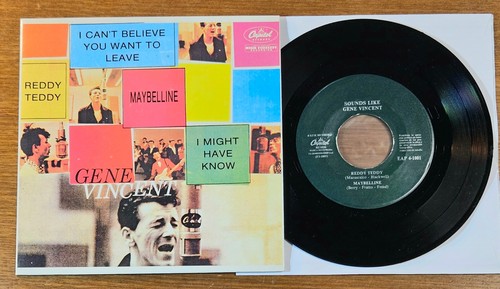 I CAN'T BELIEVE
YOU WANT TO
LEAVE
Capitol
REDDY
TEDDY
MAYBELLINE
I MIGHT
HAVE
KNOW
GENE
VINCENT
SOUNDS LIKE
GENE VINCENT
Capitol
EAP 4-1001
REDDY TEDDY
MAYBELLINE